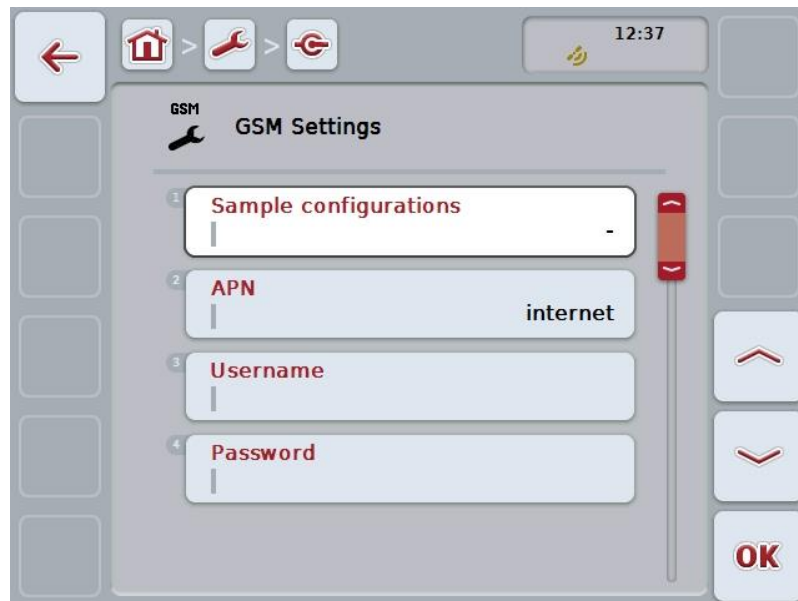 > >
12:37
GSM
GSM Settings
1
Sample configurations
-
2
APN
internet
3
Username
4
Password
OK